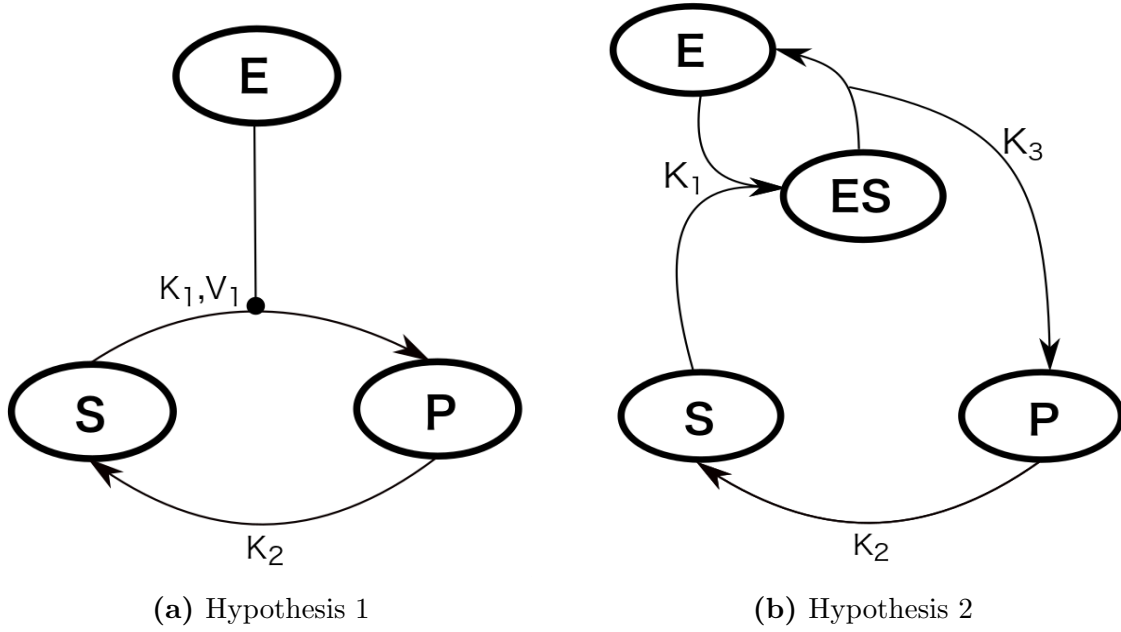 E
K₁,V₁
S
P
K₂
(a) Hypothesis 1
E
K₁
ES
K₃
S
P
K₂
(b) Hypothesis 2